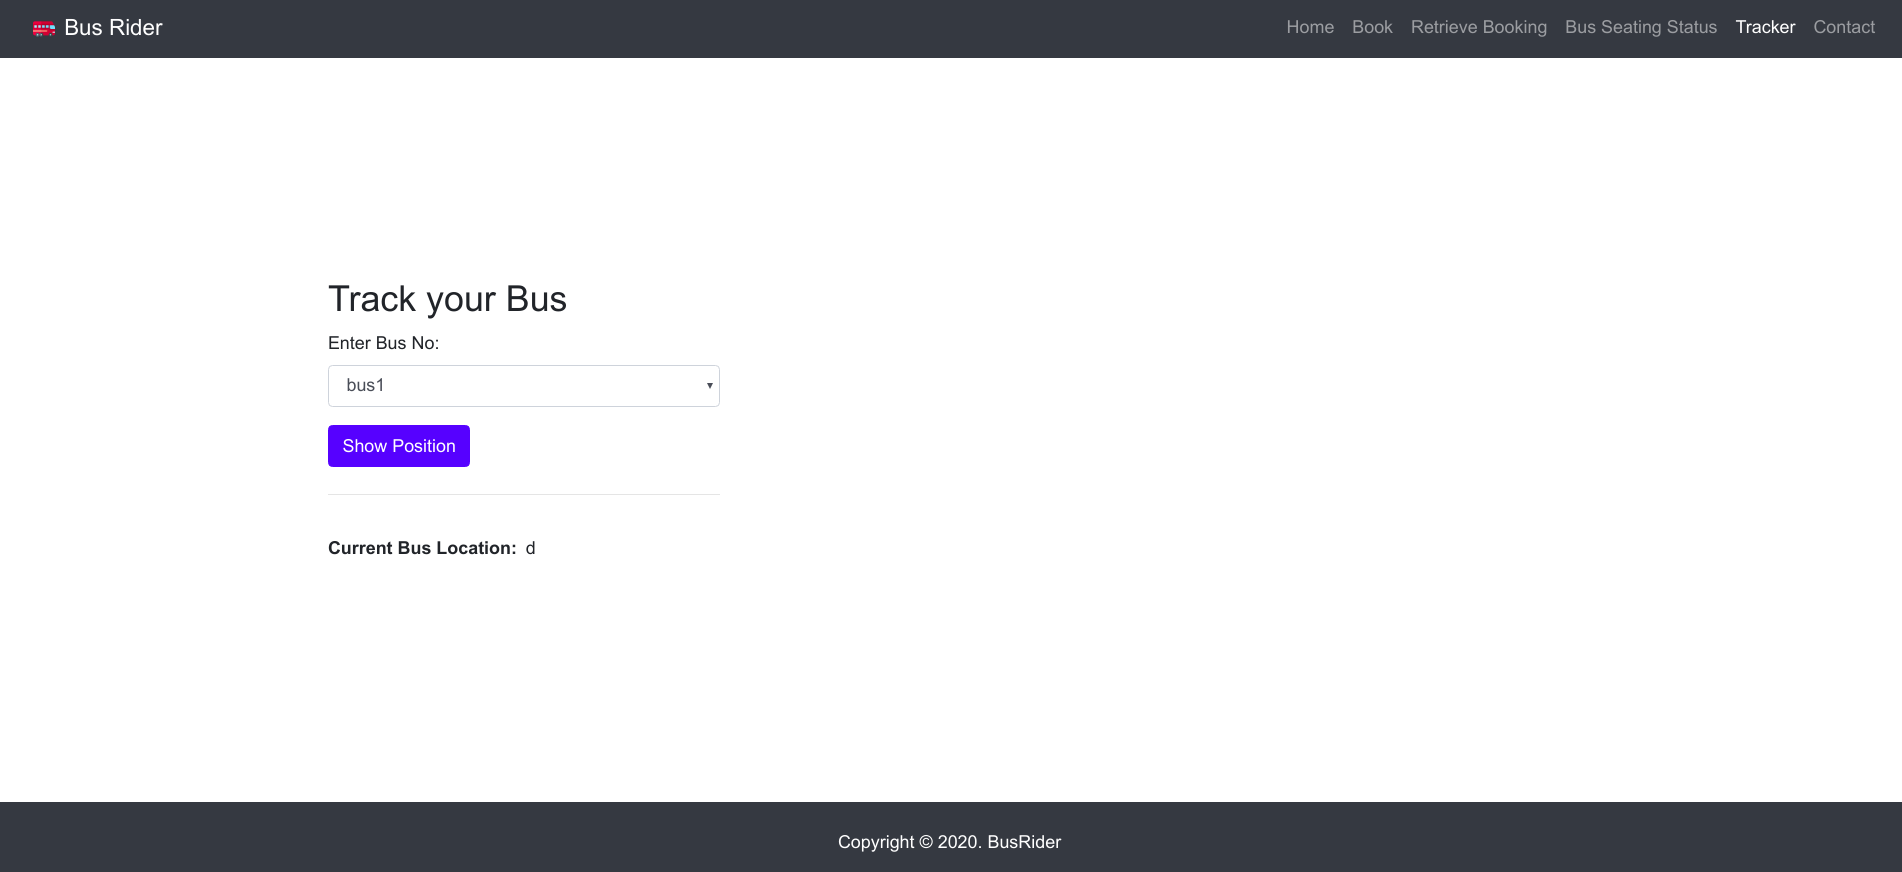 Bus Rider
Home Book Retrieve Booking Bus Seating Status Tracker Contact
Track your Bus
Enter Bus No:
bus1
Show Position
Current Bus Location: d
Copyright © 2020. BusRider